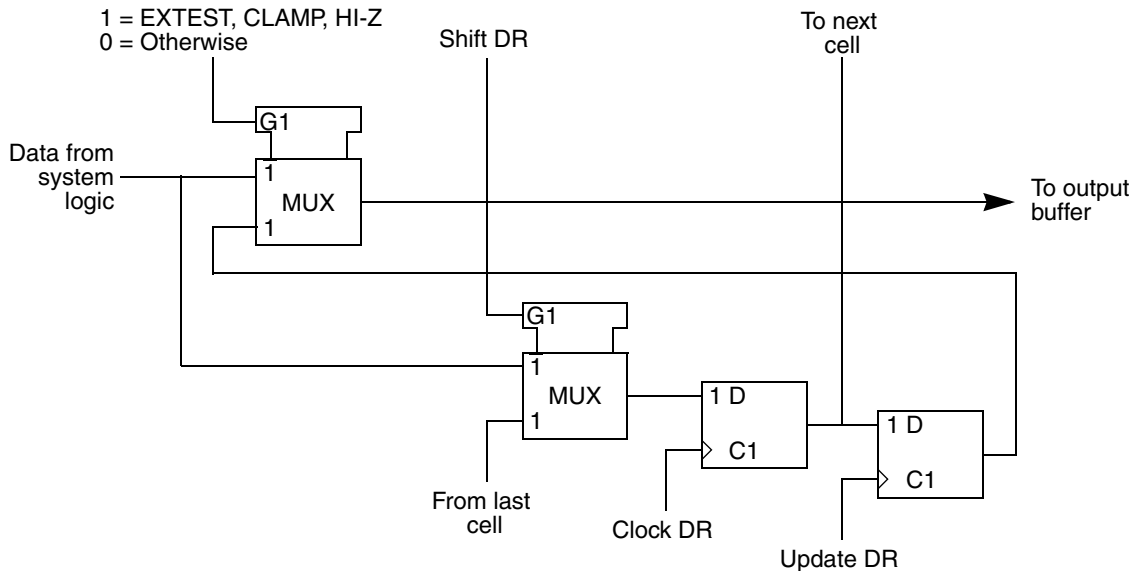 1 = EXTEST, CLAMP, HI-Z
0 = Otherwise
Shift DR
To next
cell
G1
Data from
system
logic
1
MUX
1
To output
buffer
G1
1
MUX
1
1 D
C1
1 D
C1
From last
cell
Clock DR
Update DR